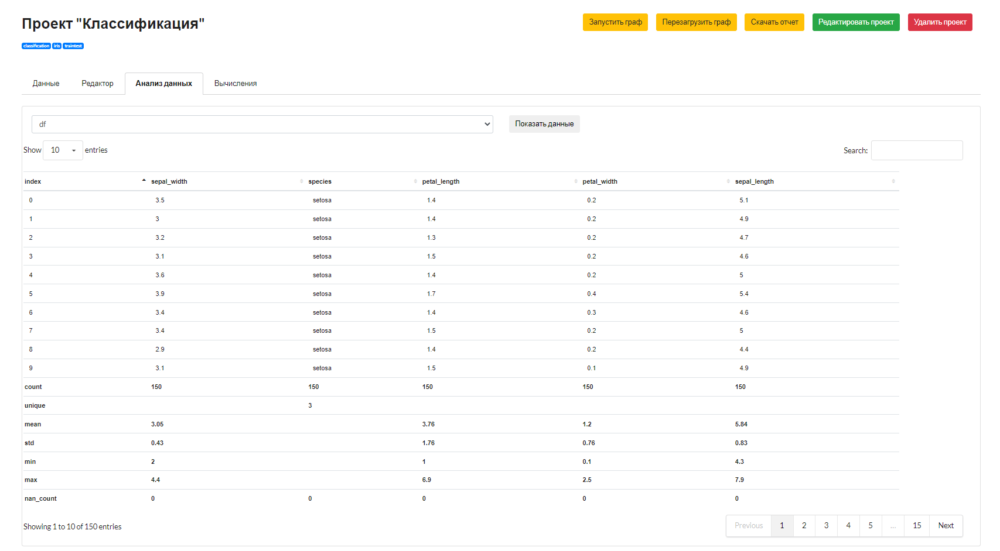 Проект "Классификация"
Запустить граф Перезагрузить граф Скачать отчет Редактировать проект Удалить проект
classification iris traintest
Данные Редактор Анализ данных Вычисления
df Показать данные
Show 10 entries Search:
index sepal_width species petal_length petal_width sepal_length
0 3.5 setosa 1.4 0.2 5.1
1 3 setosa 1.4 0.2 4.9
2 3.2 setosa 1.3 0.2 4.7
3 3.1 setosa 1.5 0.2 4.6
4 3.6 setosa 1.4 0.2 5
5 3.9 setosa 1.7 0.4 5.4
6 3.4 setosa 1.4 0.3 4.6
7 3.4 setosa 1.5 0.2 5
8 2.9 setosa 1.4 0.2 4.4
9 3.1 setosa 1.5 0.1 4.9
count 150 150 150 150 150
unique 3
mean 3.05 3.76 1.2 5.84
std 0.43 1.76 0.76 0.83
min 2 1 0.1 4.3
max 4.4 6.9 2.5 7.9
nan_count 0 0 0 0 0
Showing 1 to 10 of 150 entries Previous 1 2 3 4 5 ... 15 Next